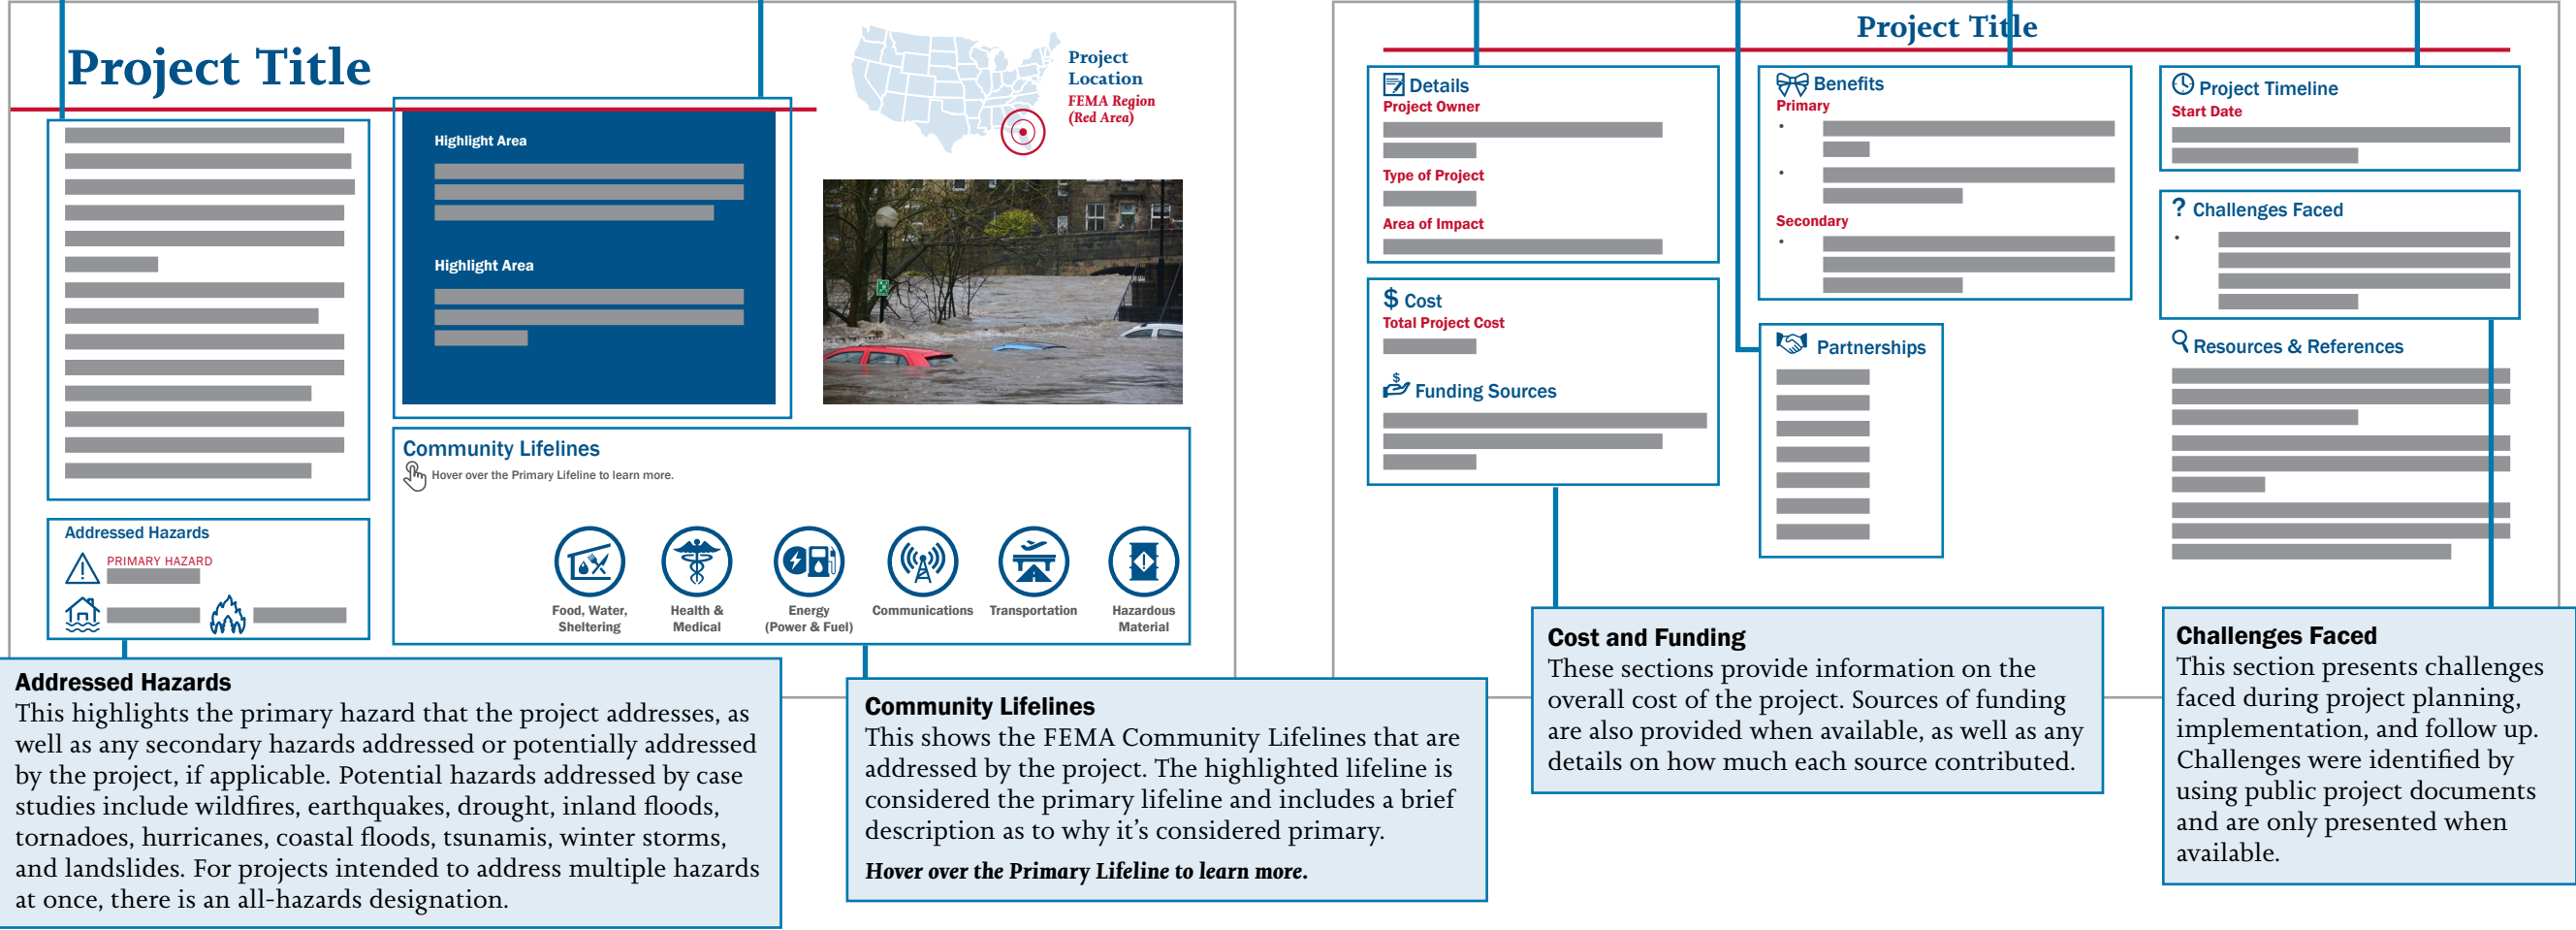 Project Title
Project
Location
FEMA Region
(Red Area)
Highlight Area
Highlight Area
Community Lifelines
Hover over the Primary Lifeline to learn more.
Food, Water,
Sheltering
Health &
Medical
Energy
(Power & Fuel)
Communications
Transportation
Hazardous
Material
Addressed Hazards
PRIMARY HAZARD
Addressed Hazards
This highlights the primary hazard that the project addresses, as
well as any secondary hazards addressed or potentially addressed
by the project, if applicable. Potential hazards addressed by case
studies include wildfires, earthquakes, drought, inland floods,
tornadoes, hurricanes, coastal floods, tsunamis, winter storms,
and landslides. For projects intended to address multiple hazards
at once, there is an all-hazards designation.
Community Lifelines
This shows the FEMA Community Lifelines that are
addressed by the project. The highlighted lifeline is
considered the primary lifeline and includes a brief
description as to why it's considered primary.
Hover over the Primary Lifeline to learn more.
Project Title
Details
Project Owner
Type of Project
Area of Impact
$ Cost
Total Project Cost
Funding Sources
Benefits
Primary
Secondary
Partnerships
Project Timeline
Start Date
? Challenges Faced
Resources & References
Cost and Funding
These sections provide information on the
overall cost of the project. Sources of funding
are also provided when available, as well as any
details on how much each source contributed.
Challenges Faced
This section presents challenges
faced during project planning,
implementation, and follow up.
Challenges were identified by
using public project documents
and are only presented when
available.